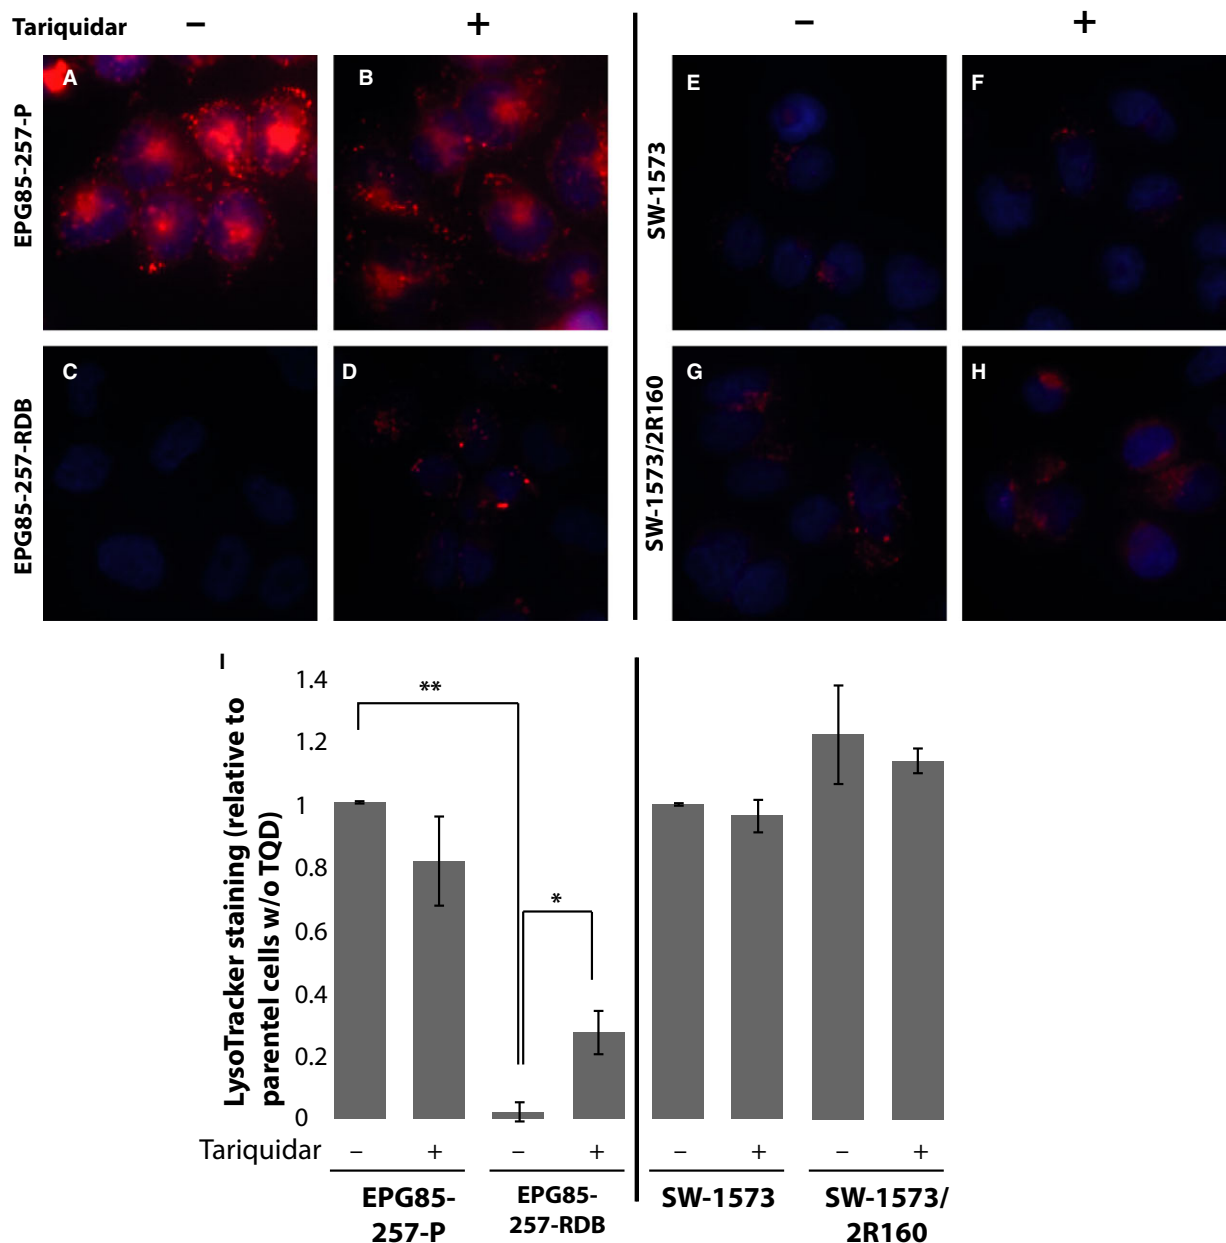 Tariquidar − + − +
EPG85-257-P
A
B
SW-1573
E
F
EPG85-257-RDB
C
D
SW-1573/2R160
G
H
I
LysoTracker staining (relative to
parentel cells w/o TQD)
1.4
1.2
1
0.8
0.6
0.4
0.2
0
**
*
Tariquidar − + − + − + − +
EPG85-
257-P
EPG85-
257-RDB
SW-1573
SW-1573/
2R160